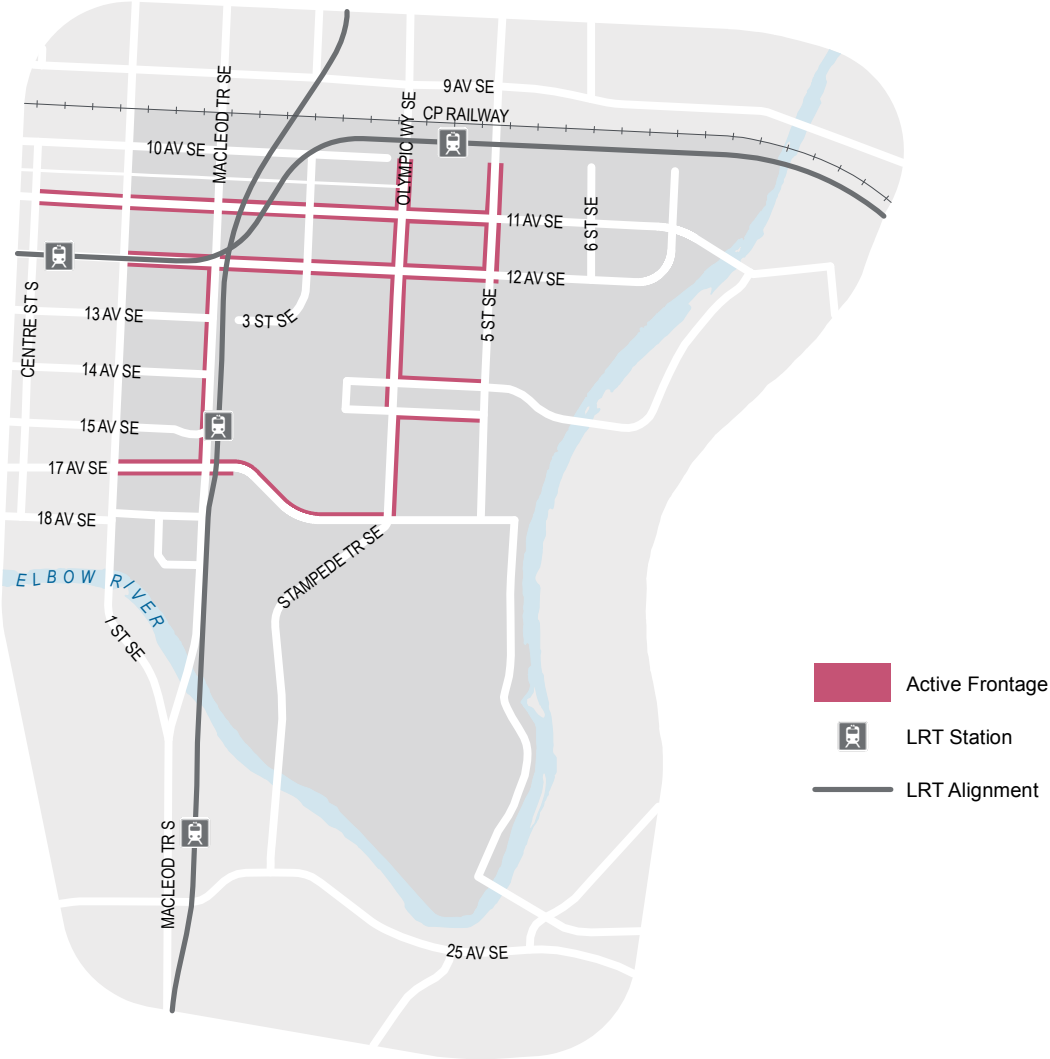 9 AV SE
CP RAILWAY
MACLEOD TR SE
OLYMPIC WY SE
10 AV SE
11 AV SE
6 ST SE
12 AV SE
CENTRE ST S
13 AV SE
3 ST SE
5 ST SE
14 AV SE
15 AV SE
17 AV SE
18 AV SE
STAMPEDE TR SE
ELBOW RIVER
1 ST SE
MACLEOD TR S
25 AV SE
Active Frontage
LRT Station
LRT Alignment